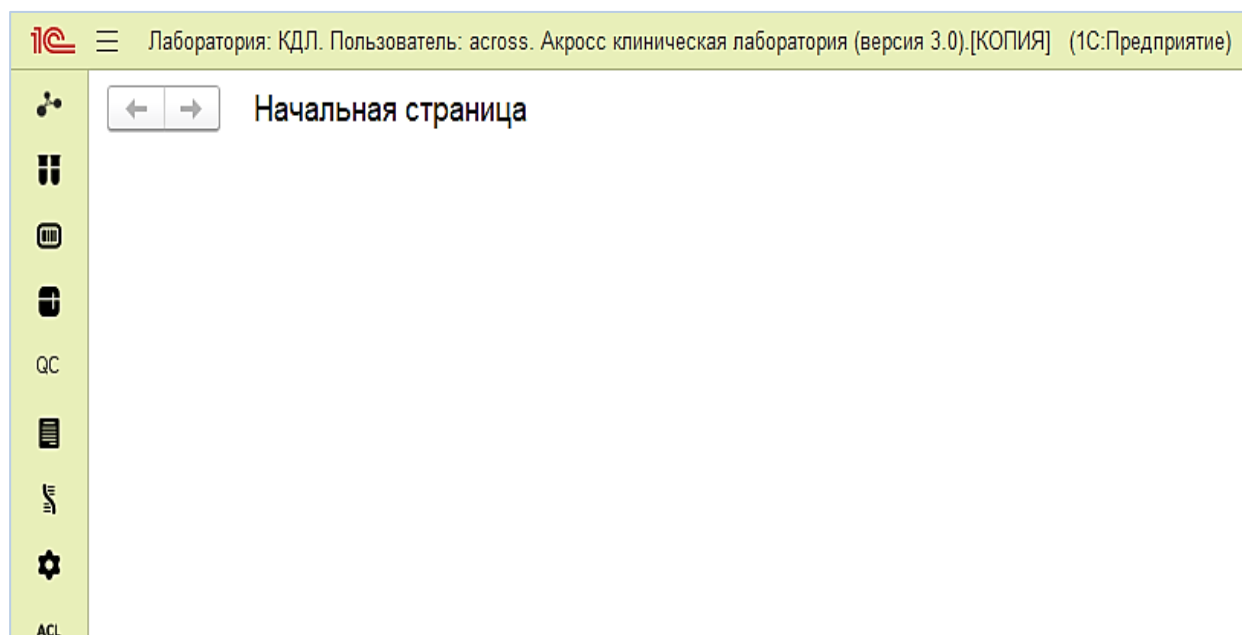 1С Лаборатория: КДЛ. Пользователь: across. Акросс клиническая лаборатория (версия 3.0).[КОПИЯ] (1С:Предприятие)
Начальная страница
QC
ACL